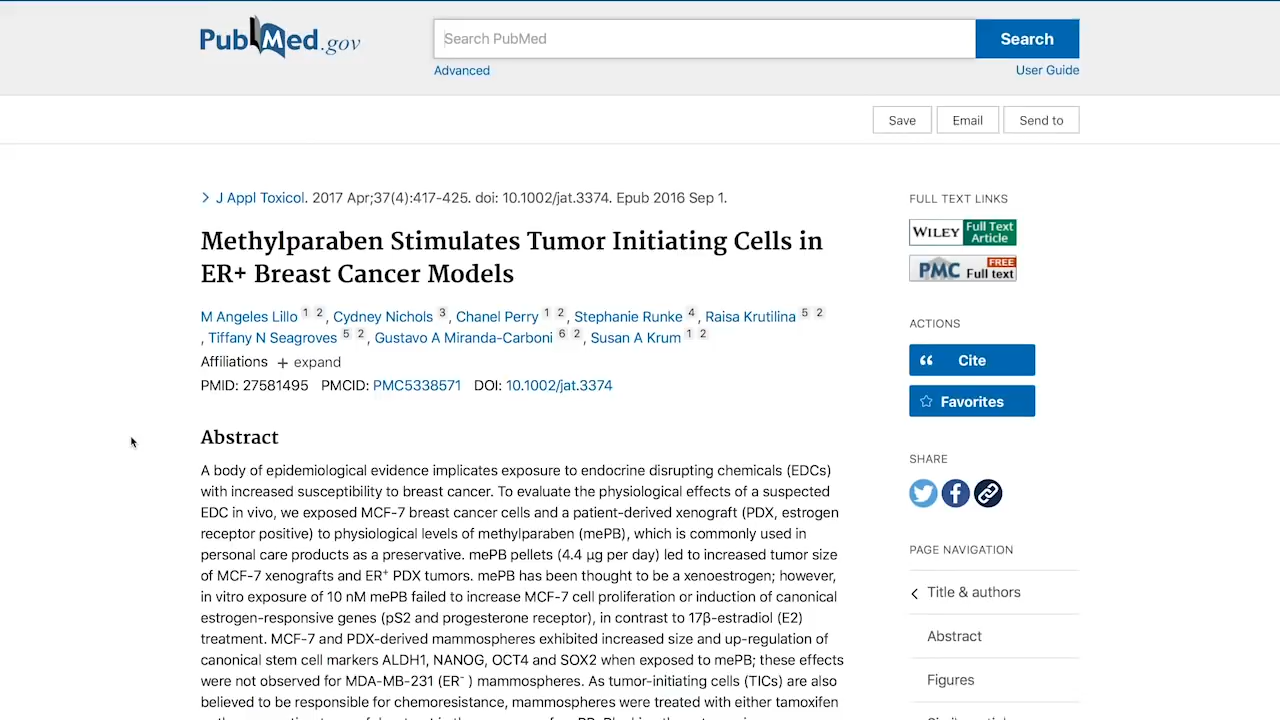 PubMed.gov
Search PubMed
Search
Advanced
User Guide
Save
Email
Send to
J Appl Toxicol. 2017 Apr;37(4):417-425. doi: 10.1002/jat.3374. Epub 2016 Sep 1.
Methylparaben Stimulates Tumor Initiating Cells in
ER+ Breast Cancer Models
M Angeles Lillo 1 2, Cydney Nichols 3, Chanel Perry 1 2, Stephanie Runke 4, Raisa Krutilina 5 2
, Tiffany N Seagroves 5 2, Gustavo A Miranda-Carboni 6 2, Susan A Krum 1 2
Affiliations + expand
PMID: 27581495 PMCID: PMC5338571 DOI: 10.1002/jat.3374
Abstract
A body of epidemiological evidence implicates exposure to endocrine disrupting chemicals (EDCs)
with increased susceptibility to breast cancer. To evaluate the physiological effects of a suspected
EDC in vivo, we exposed MCF-7 breast cancer cells and a patient-derived xenograft (PDX, estrogen
receptor positive) to physiological levels of methylparaben (mePB), which is commonly used in
personal care products as a preservative. mePB pellets (4.4 μg per day) led to increased tumor size
of MCF-7 xenografts and ER+ PDX tumors. mePB has been thought to be a xenoestrogen; however,
in vitro exposure of 10 nM mePB failed to increase MCF-7 cell proliferation or induction of canonical
estrogen-responsive genes (pS2 and progesterone receptor), in contrast to 17β-estradiol (E2)
treatment. MCF-7 and PDX-derived mammospheres exhibited increased size and up-regulation of
canonical stem cell markers ALDH1, NANOG, OCT4 and SOX2 when exposed to mePB; these effects
were not observed for MDA-MB-231 (ER- ) mammospheres. As tumor-initiating cells (TICs) are also
believed to be responsible for chemoresistance, mammospheres were treated with either tamoxifen
FULL TEXT LINKS
WILEY Full Text Article
PMC FREE Full text
ACTIONS
Cite
Favorites
SHARE
PAGE NAVIGATION
Title & authors
Abstract
Figures